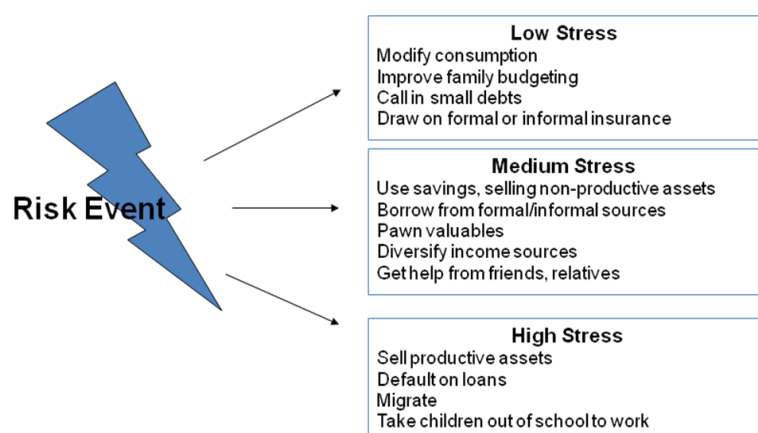 Low Stress
Modify consumption
Improve family budgeting
Call in small debts
Draw on formal or informal insurance
Risk Event
Medium Stress
Use savings, selling non-productive assets
Borrow from formal/informal sources
Pawn valuables
Diversify income sources
Get help from friends, relatives
High Stress
Sell productive assets
Default on loans
Migrate
Take children out of school to work